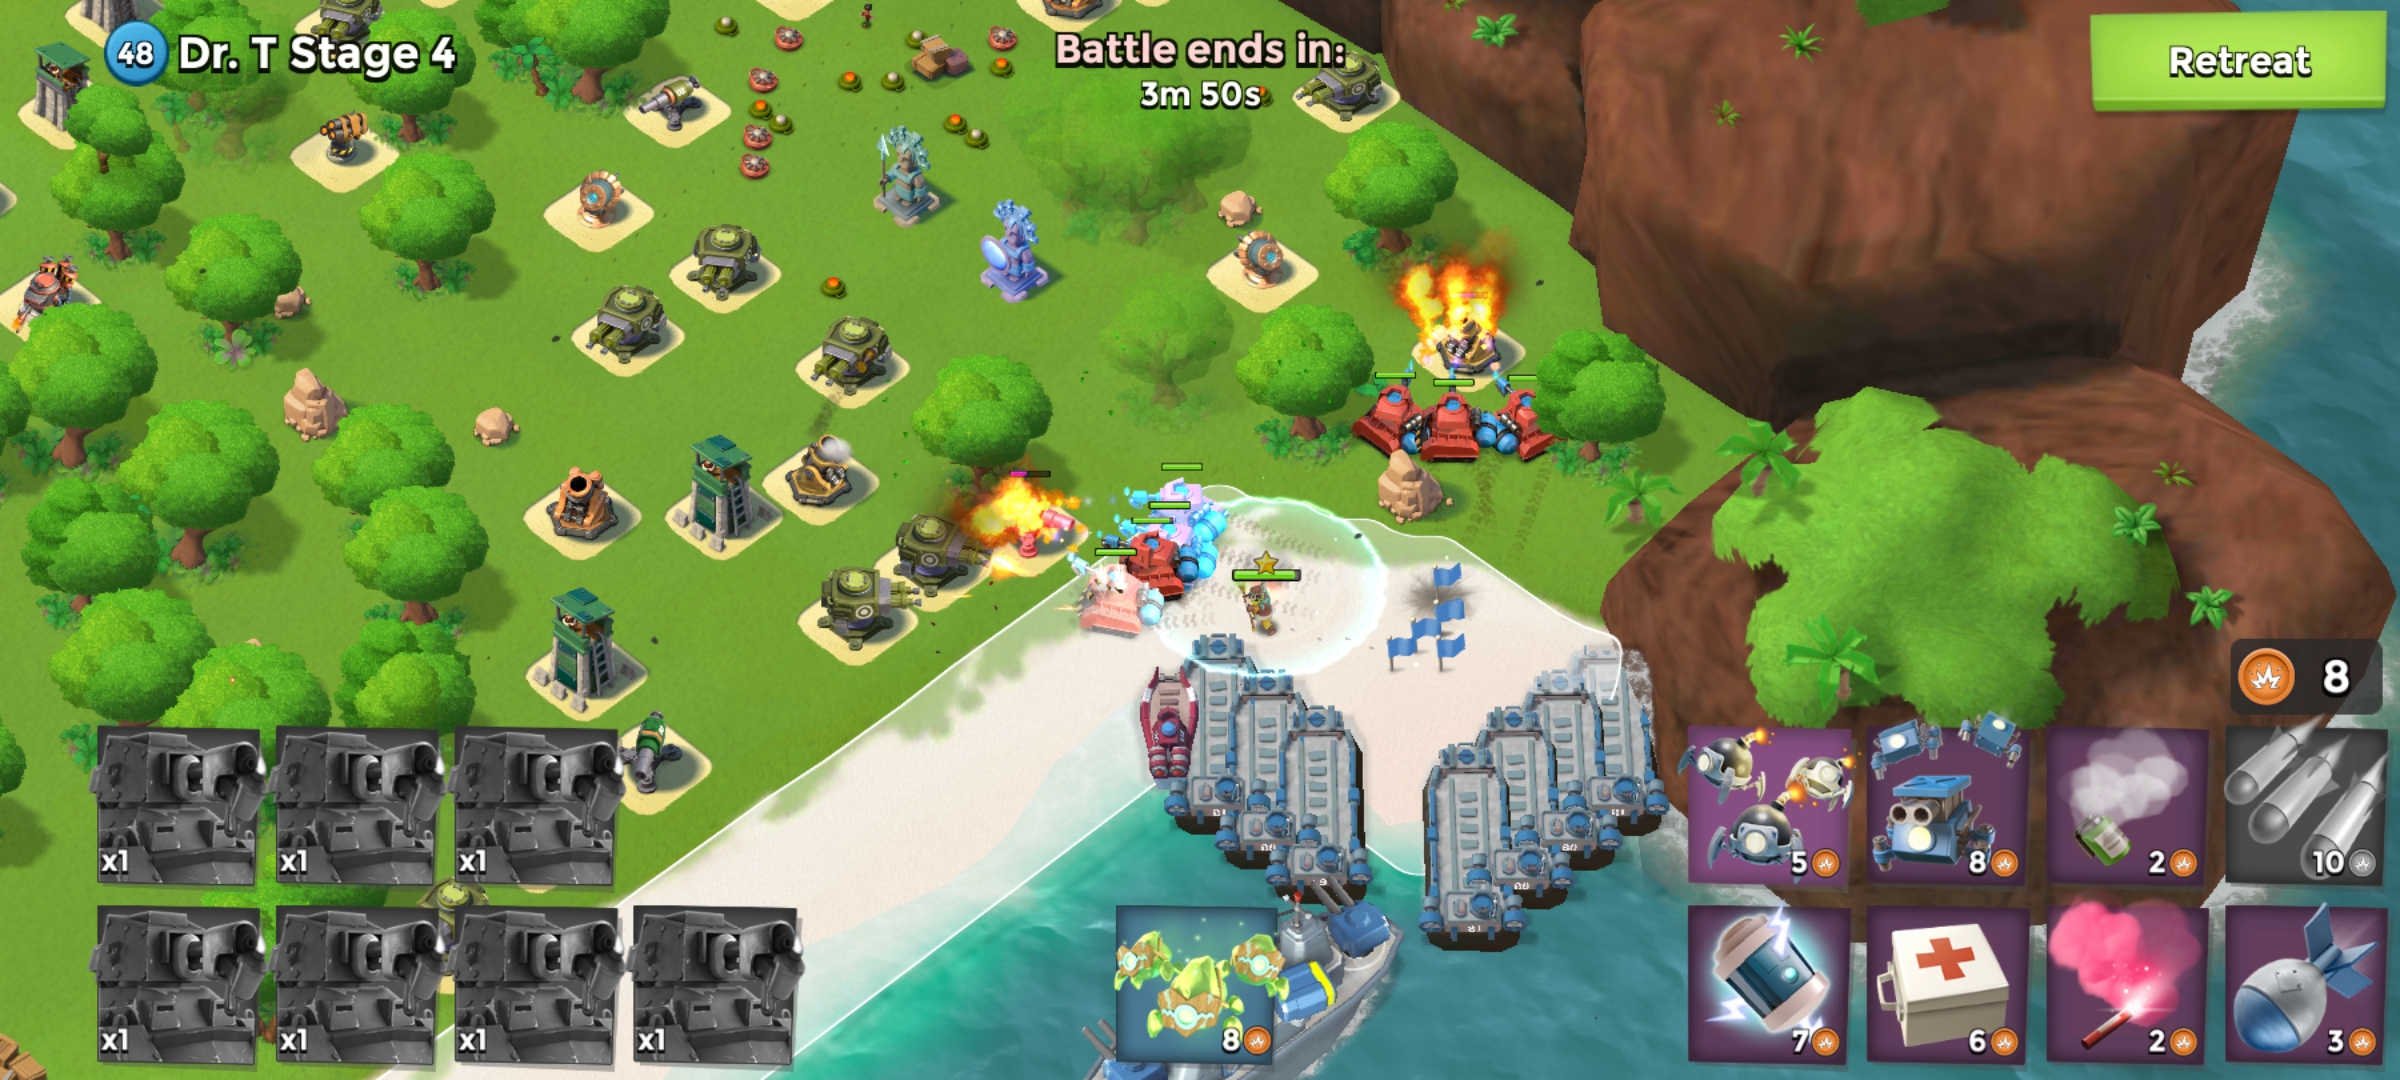 48 Dr. T Stage 4
Battle ends in:
3m 50s
Retreat
8
x1 x1 x1
5 8 2 10
x1 x1 x1 x1
8
7 6 2 3